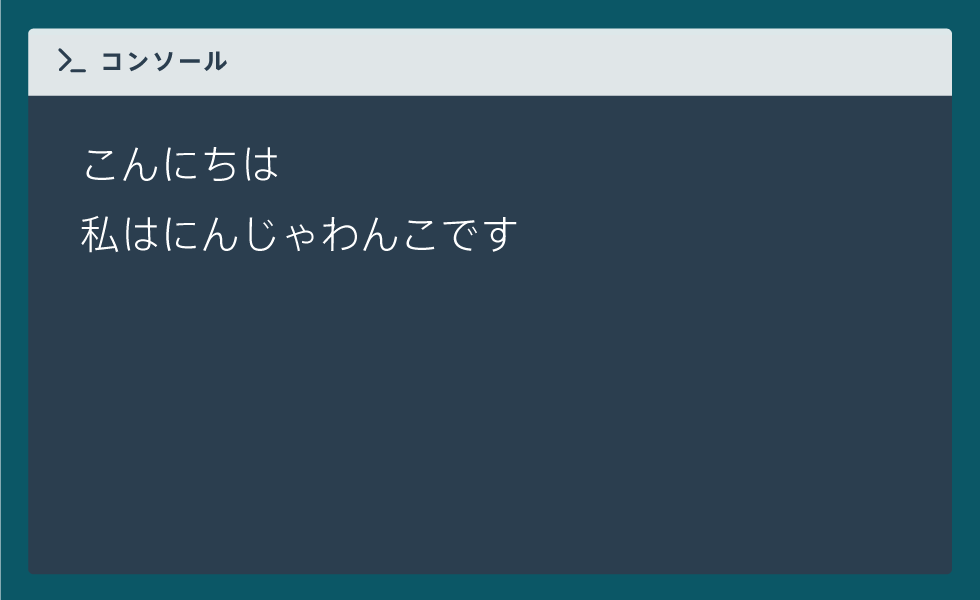 コンソール
こんにちは
私はにんじゃわんこです